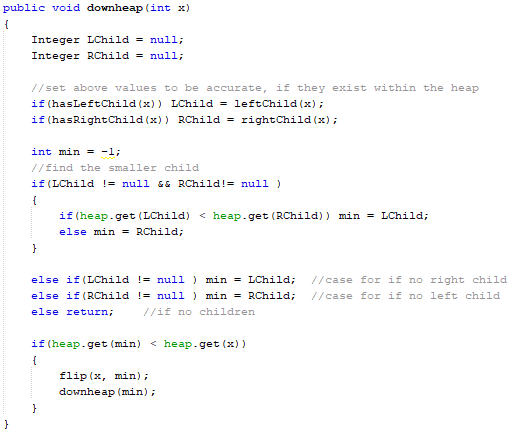 public void downheap(int x)
{
    Integer LChild = null;
    Integer RChild = null;

    //set above values to be accurate, if they exist within the heap
    if(hasLeftChild(x)) LChild = leftChild(x);
    if(hasRightChild(x)) RChild = rightChild(x);

    int min = -1;
    //find the smaller child
    if(LChild != null && RChild!= null )
    {
        if(heap.get(LChild) < heap.get(RChild)) min = LChild;
        else min = RChild;
    }

    else if(LChild != null ) min = LChild;  //case for if no right child
    else if(RChild != null ) min = RChild;  //case for if no left child
    else return;    //if no children

    if(heap.get(min) < heap.get(x))
    {
        flip(x, min);
        downheap(min);
    }
}